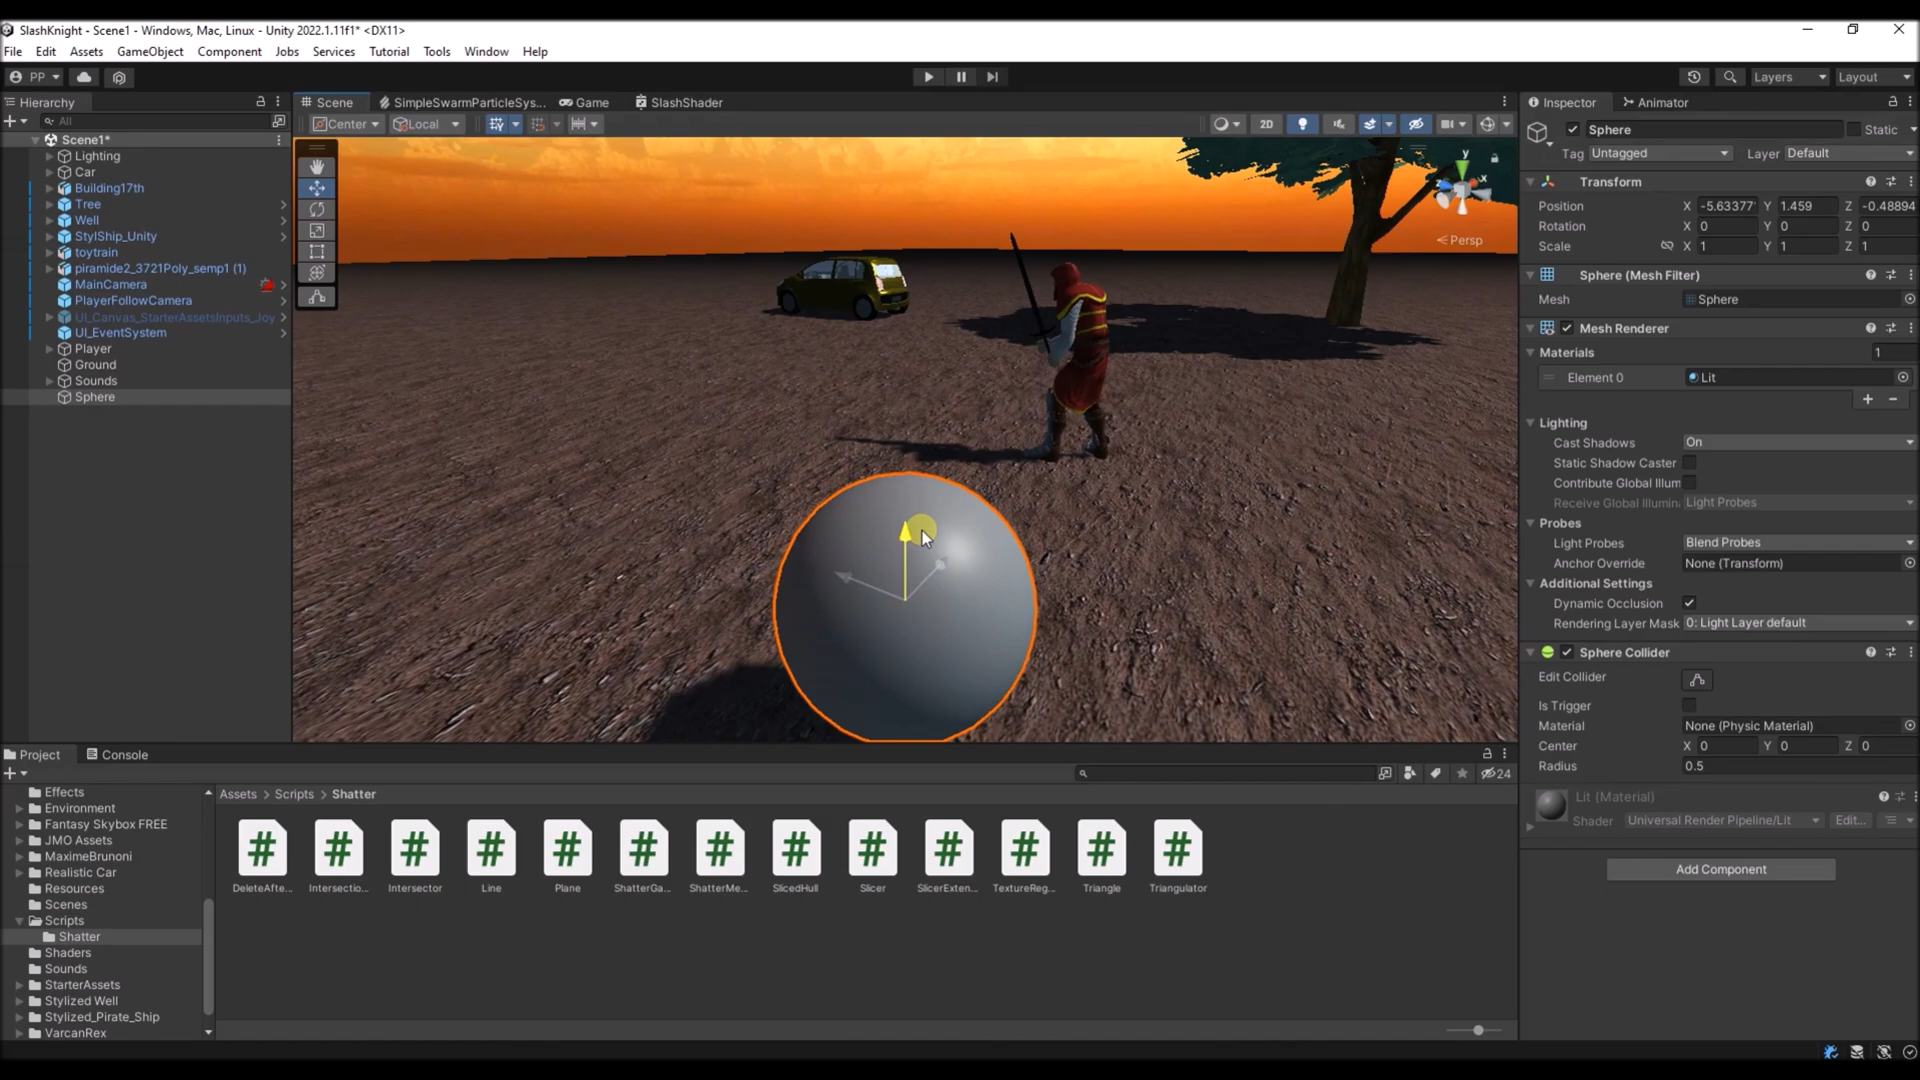 SlashKnight - Scene1 - Windows, Mac, Linux - Unity 2022.1.11f1* <DX11>
File Edit Assets GameObject Component Jobs Services Tutorial Tools Window Help
PP Layers Layout
Hierarchy
All
Scene1*
Lighting
Car
Building17th
Tree
Well
StylShip_Unity
toytrain
piramide2_3721Poly_semp1 (1)
MainCamera
PlayerFollowCamera
UI_Canvas_StarterAssetsInputs_Joy
UI_EventSystem
Player
Ground
Sounds
Sphere
Scene SimpleSwarmParticleSys... Game SlashShader
Center Local 2D
y
x
Persp
Inspector Animator
Sphere Static
Tag Untagged Layer Default
Transform
Position X -5.63377 Y 1.459 Z -0.48894
Rotation X 0 Y 0 Z 0
Scale X 1 Y 1 Z 1
Sphere (Mesh Filter)
Mesh Sphere
Mesh Renderer
Materials 1
Element 0 Lit
Lighting
Cast Shadows On
Static Shadow Caster
Contribute Global Illum
Receive Global Illumin Light Probes
Probes
Light Probes Blend Probes
Anchor Override None (Transform)
Additional Settings
Dynamic Occlusion
Rendering Layer Mask 0: Light Layer default
Sphere Collider
Edit Collider
Is Trigger
Material None (Physic Material)
Center X 0 Y 0 Z 0
Radius 0.5
Lit (Material)
Shader Universal Render Pipeline/Lit Edit...
Add Component
Project Console
24
Effects
Environment
Fantasy Skybox FREE
JMO Assets
MaximeBrunoni
Realistic Car
Resources
Scenes
Scripts
Shatter
Shaders
Sounds
StarterAssets
Stylized Well
Stylized_Pirate_Ship
VarcanRex
Assets > Scripts > Shatter
DeleteAfte... Intersectio... Intersector Line Plane ShatterGa... ShatterMe... SlicedHull Slicer SlicerExten... TextureReg... Triangle Triangulator